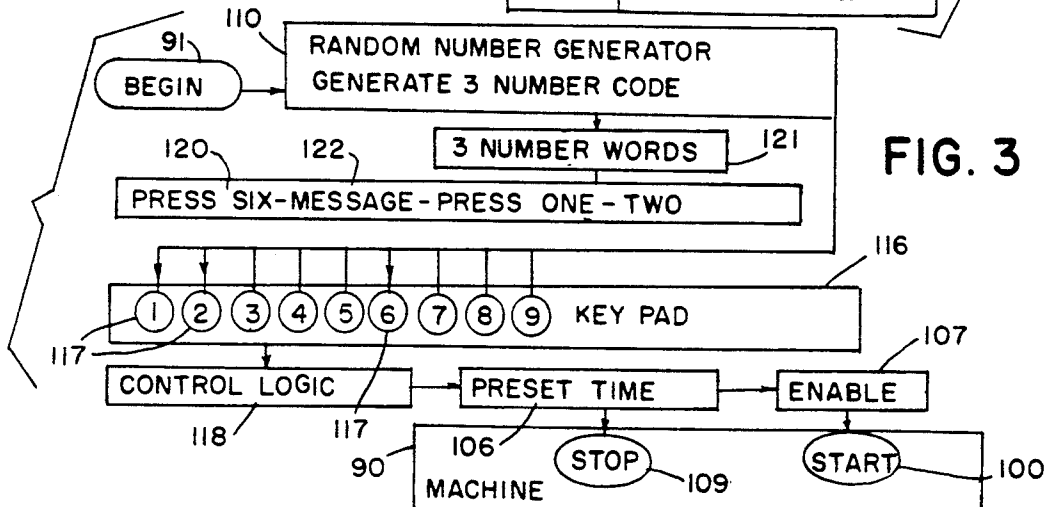 110
RANDOM NUMBER GENERATOR
GENERATE 3 NUMBER CODE
91
BEGIN
3 NUMBER WORDS
121
FIG. 3
120
122
PRESS SIX-MESSAGE-PRESS ONE-TWO
116
1 2 3 4 5 6 7 8 9 KEY PAD
117
107
CONTROL LOGIC
PRESET TIME
ENABLE
118
117
106
90
STOP
109
START
100
MACHINE